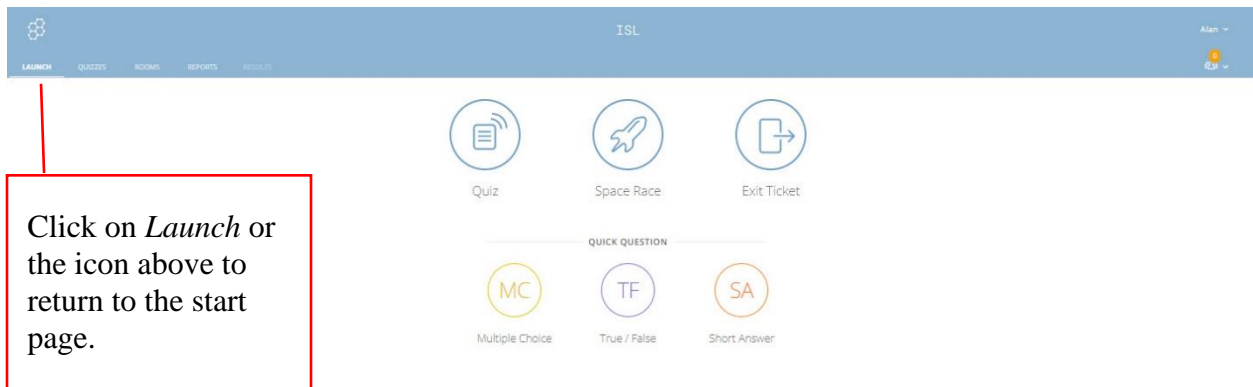 ISL
Alan
LAUNCH QUIZZES ROOMS REPORTS RESULTS
0
Quiz Space Race Exit Ticket
QUICK QUESTION
MC TF SA
Multiple Choice True / False Short Answer
Click on Launch or
the icon above to
return to the start
page.